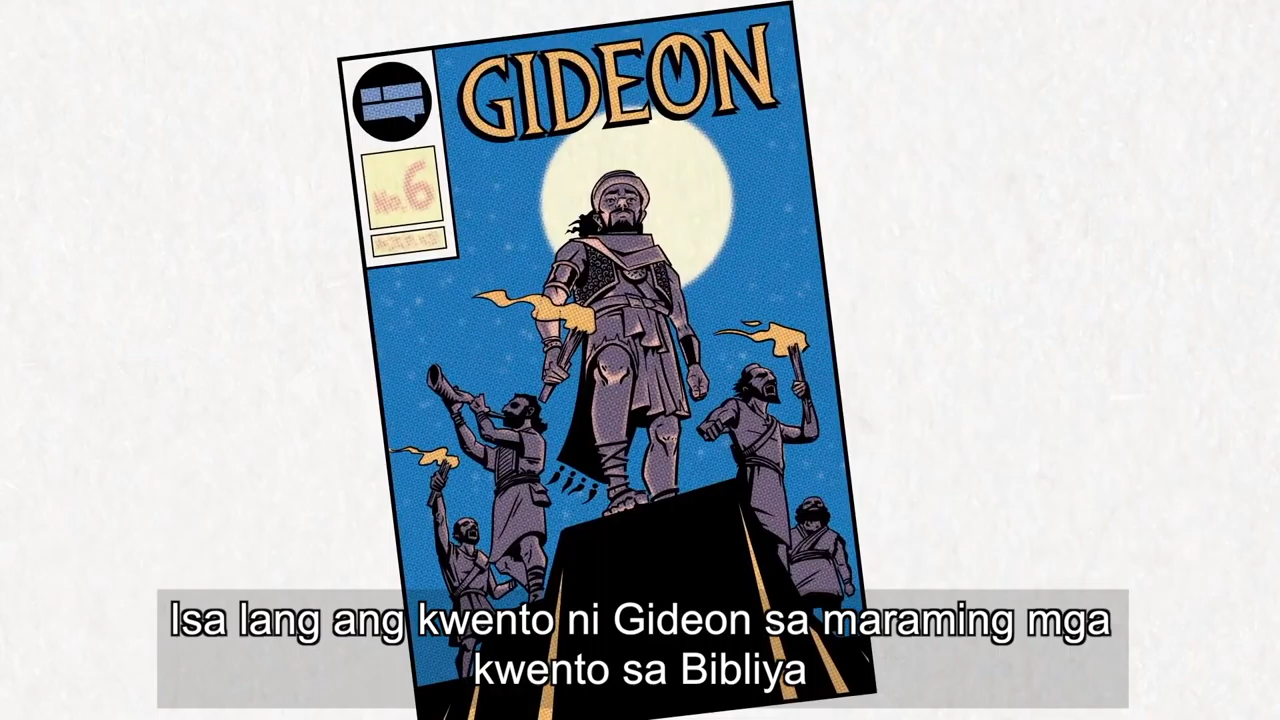 GIDEON
No. 6
Isa lang ang kwento ni Gideon sa maraming mga
kwento sa Bibliya